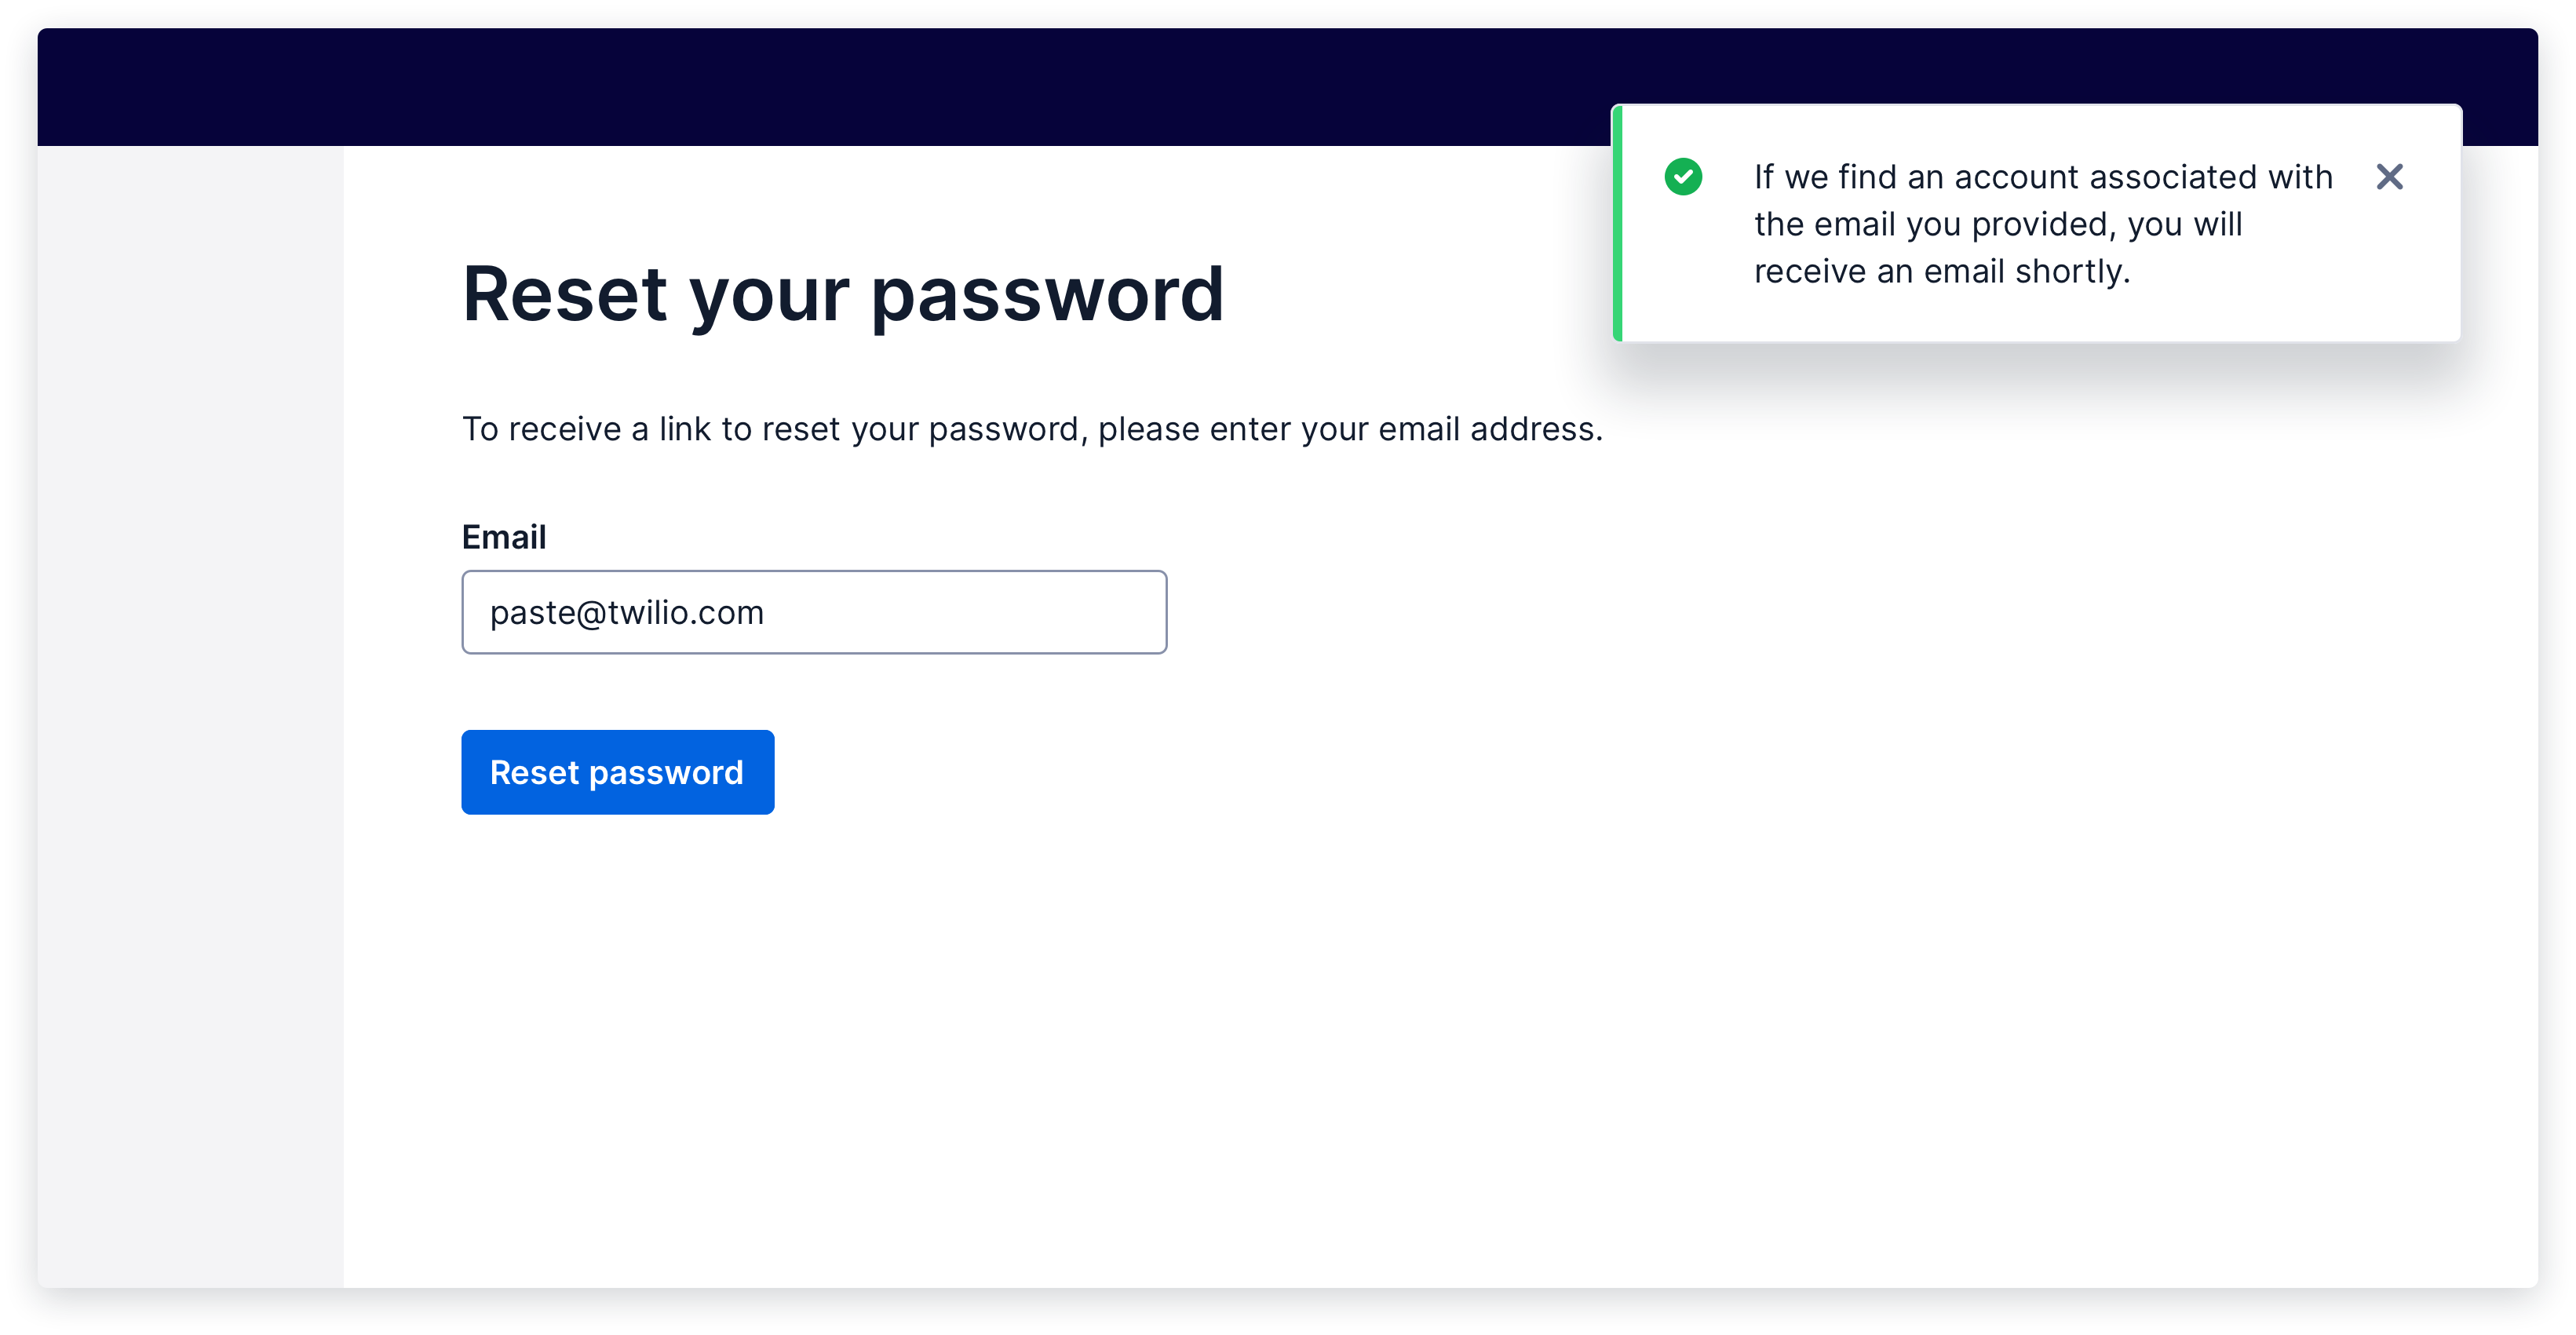 If we find an account associated with
the email you provided, you will
receive an email shortly.
Reset your password
To receive a link to reset your password, please enter your email address.
Email
paste@twilio.com
Reset password